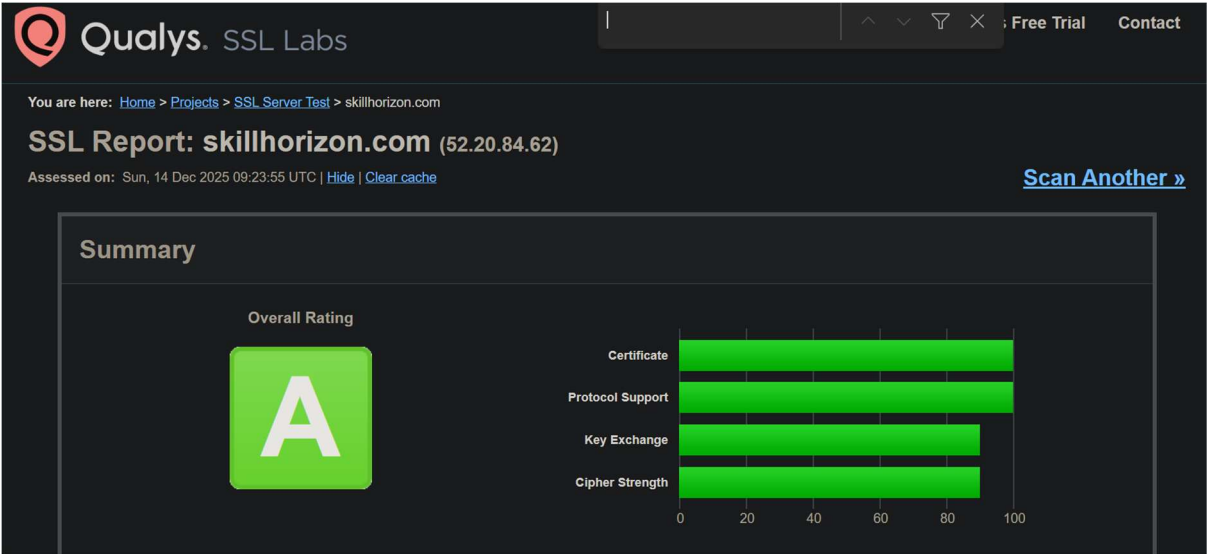 Qualys. SSL Labs
Free Trial Contact
You are here: Home > Projects > SSL Server Test > skillhorizon.com
SSL Report: skillhorizon.com (52.20.84.62)
Assessed on: Sun, 14 Dec 2025 09:23:55 UTC | Hide | Clear cache
Scan Another »
Summary
Overall Rating
A
Certificate
Protocol Support
Key Exchange
Cipher Strength
0 20 40 60 80 100